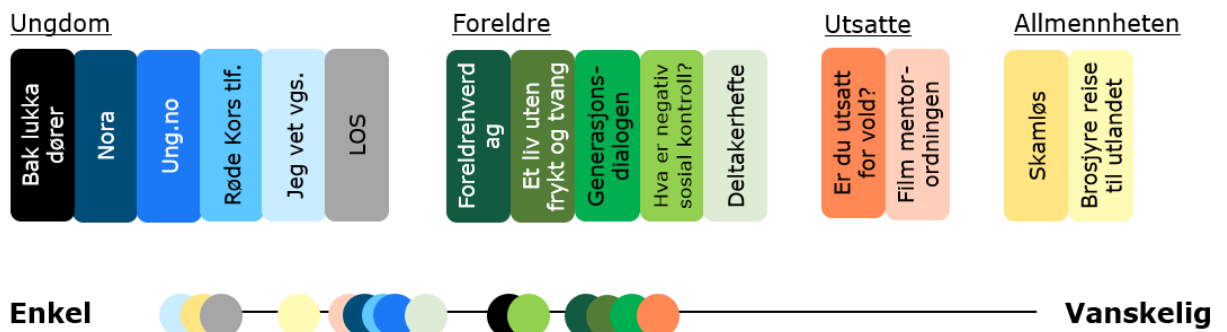 Ungdom
Bak lukka
dører
Nora
Ung.no
Røde Kors tlf.
Jeg vet vgs.
LOS
Foreldre
Foreldrehverd
ag
Et liv uten
frykt og tvang
Generasjons-
dialogen
Hva er negativ
sosial kontroll?
Deltakerhefte
Utsatte
Er du utsatt
for vold?
Film mentor-
ordningen
Allmennheten
Skamløs
Brosjyre reise
til utlandet
Enkel
Vanskelig